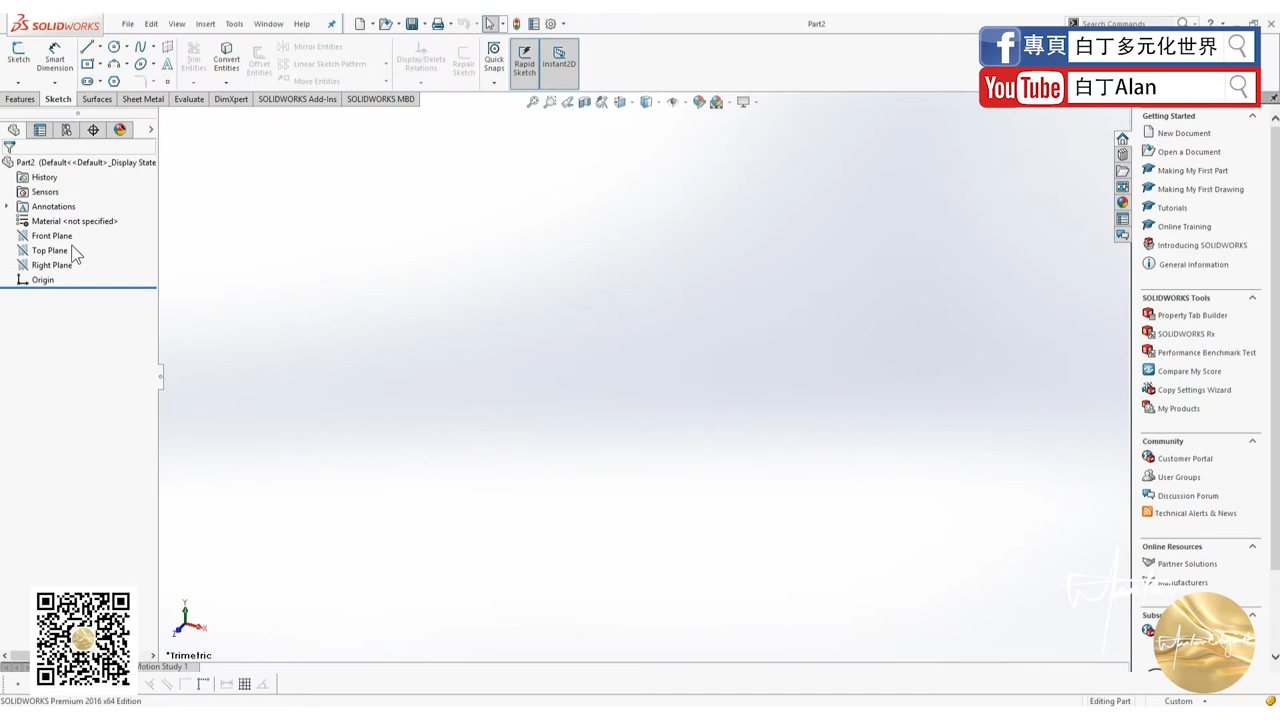 SOLIDWORKS
File Edit View Insert Tools Window Help
Part2
Search Commands
專頁 白丁多元化世界
YouTube 白丁Alan
Sketch
Smart Dimension
Trim Entities
Convert Entities
Offset Entities
Mirror Entities
Linear Sketch Pattern
Move Entities
Display/Delete Relations
Repair Sketch
Quick Snaps
Rapid Sketch
Instant2D
Features Sketch Surfaces Sheet Metal Evaluate DimXpert SOLIDWORKS Add-Ins SOLIDWORKS MBD
Part2 (Default<<Default>_Display State
History
Sensors
Annotations
Material <not specified>
Front Plane
Top Plane
Right Plane
Origin
Getting Started
New Document
Open a Document
Making My First Part
Making My First Drawing
Tutorials
Online Training
Introducing SOLIDWORKS
General Information
SOLIDWORKS Tools
Property Tab Builder
SOLIDWORKS Rx
Performance Benchmark Test
Compare My Score
Copy Settings Wizard
My Products
Community
Customer Portal
User Groups
Discussion Forum
Technical Alerts & News
Online Resources
Partner Solutions
Manufacturers
Subsc
Y
X
Z
*Trimetric
Motion Study 1
SOLIDWORKS Premium 2016 x64 Edition
Editing Part
Custom